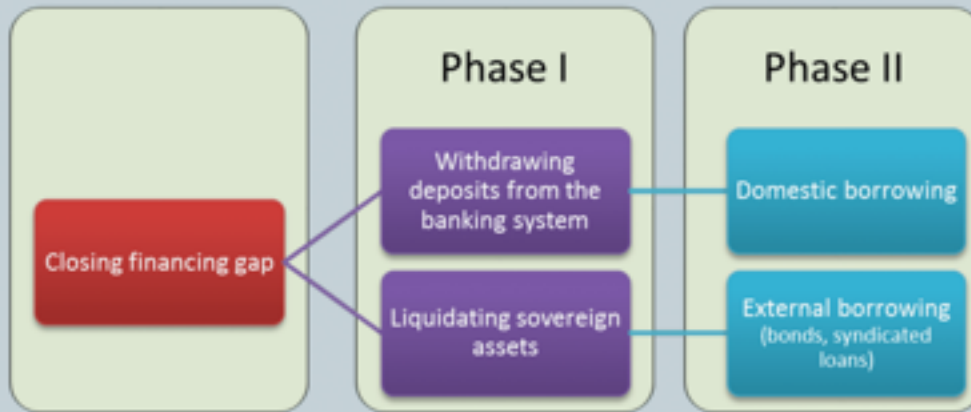 Phase I
Phase II
Withdrawing
deposits from the
banking system
Domestic borrowing
Closing financing gap
Liquidating sovereign
assets
External borrowing
(bonds, syndicated
loans)